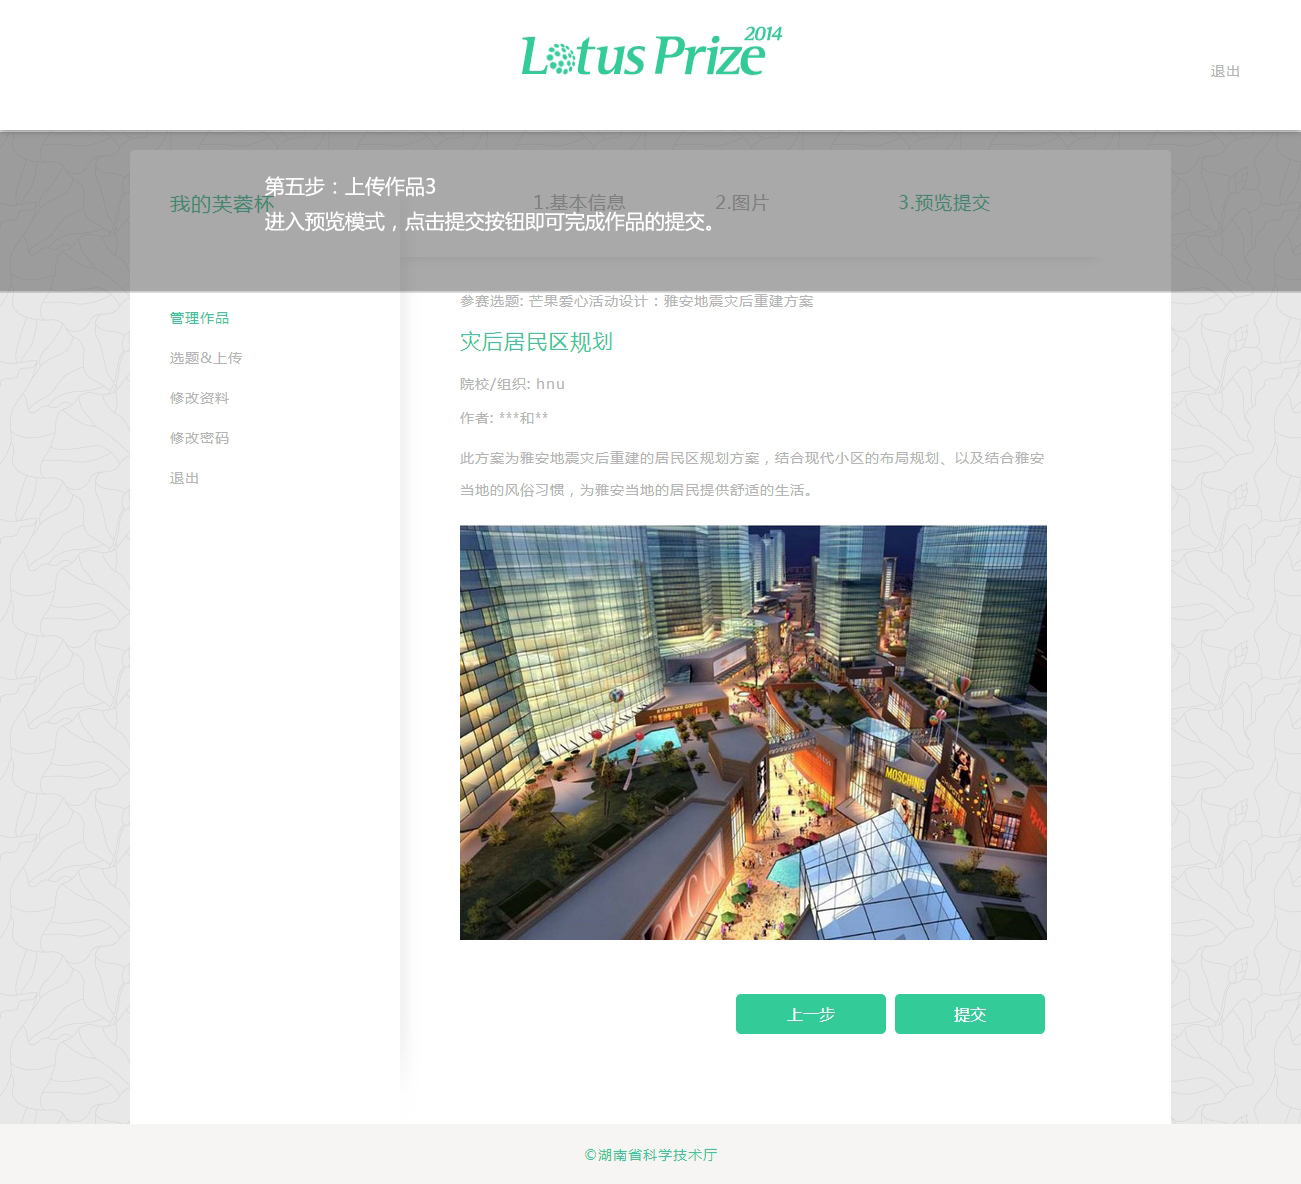 Lotus Prize 2014
退出
第五步：上传作品3
我的芙蓉杯
1.基本信息
2.图片
3.预览提交
进入预览模式，点击提交按钮即可完成作品的提交。
参赛选题: 芒果爱心活动设计：雅安地震灾后重建方案
管理作品
灾后居民区规划
选题&上传
院校/组织: hnu
修改资料
作者: ***和**
修改密码
此方案为雅安地震灾后重建的居民区规划方案，结合现代小区的布局规划、以及结合雅安
退出
当地的风俗习惯，为雅安当地的居民提供舒适的生活。
STARBUCKS COFFEE
MOSCHINO
上一步
提交
©湖南省科学技术厅